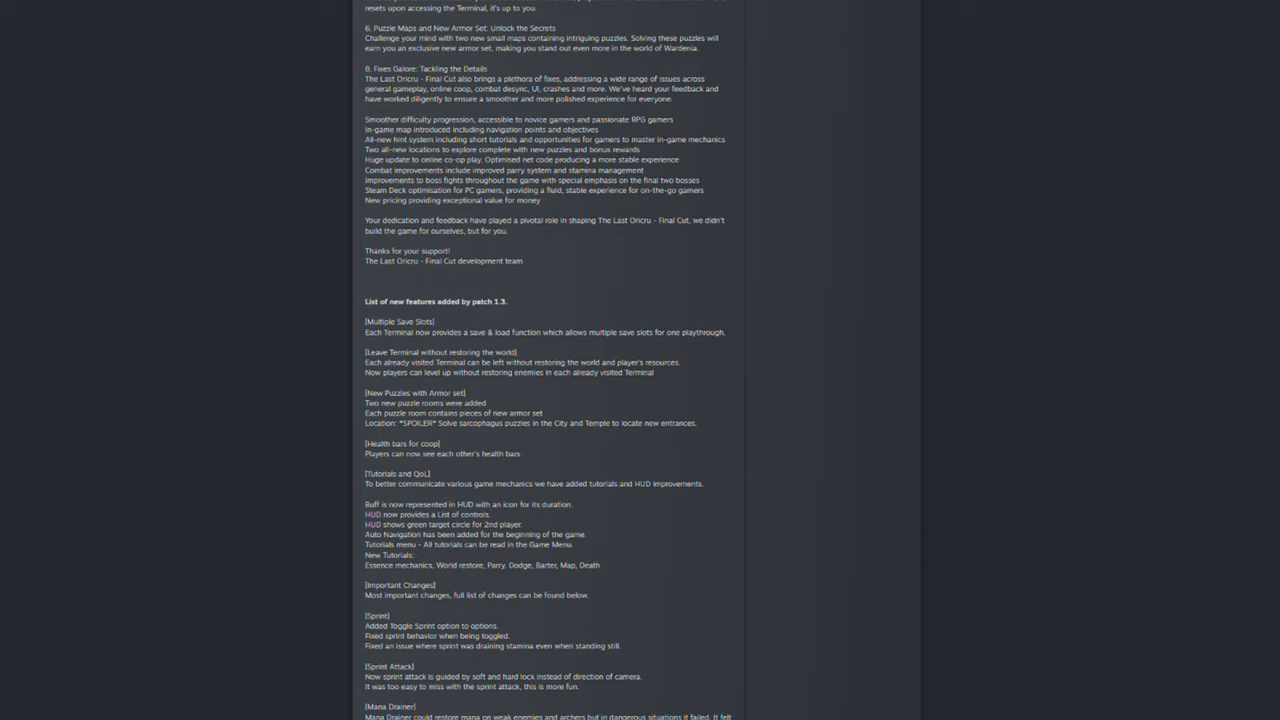 resets upon accessing the Terminal, it's up to you.
6. Puzzle Maps and New Armor Set: Unlock the Secrets
Challenge your mind with two new small maps containing intriguing puzzles. Solving these puzzles will
earn you an exclusive new armor set, making you stand out even more in the world of Wardenia.
8. Fixes Galore: Tackling the Details
The Last Oricru - Final Cut also brings a plethora of fixes, addressing a wide range of issues across
general gameplay, online coop, combat desync, UI, crashes and more. We've heard your feedback and
have worked diligently to ensure a smoother and more polished experience for everyone.
Smoother difficulty progression, accessible to novice gamers and passionate RPG gamers
In-game map introduced including navigation points and objectives
All-new hint system including short tutorials and opportunities for gamers to master in-game mechanics
Two all-new locations to explore complete with new puzzles and bonus rewards
Huge update to online co-op play. Optimised net code producing a more stable experience
Combat improvements include improved parry system and stamina management
Improvements to boss fights throughout the game with special emphasis on the final two bosses
Steam Deck optimisation for PC gamers, providing a fluid, stable experience for on-the-go gamers
New pricing providing exceptional value for money
Your dedication and feedback have played a pivotal role in shaping The Last Oricru - Final Cut, we didn't
build the game for ourselves, but for you.
Thanks for your support!
The Last Oricru - Final Cut development team
List of new features added by patch 1.3.
[Multiple Save Slots]
Each Terminal now provides a save & load function which allows multiple save slots for one playthrough.
[Leave Terminal without restoring the world]
Each already visited Terminal can be left without restoring the world and player's resources.
Now players can level up without restoring enemies in each already visited Terminal
[New Puzzles with Armor set]
Two new puzzle rooms were added
Each puzzle room contains pieces of new armor set
Location: *SPOILER* Solve sarcophagus puzzles in the City and Temple to locate new entrances.
[Health bars for coop]
Players can now see each other's health bars.
[Tutorials and QoL]
To better communicate various game mechanics we have added tutorials and HUD improvements.
Buff is now represented in HUD with an icon for its duration.
HUD now provides a List of controls.
HUD shows green target circle for 2nd player.
Auto Navigation has been added for the beginning of the game.
Tutorials menu - All tutorials can be read in the Game Menu.
New Tutorials:
Essence mechanics, World restore, Parry, Dodge, Barter, Map, Death
[Important Changes]
Most important changes, full list of changes can be found below.
[Sprint]
Added Toggle Sprint option to options.
Fixed sprint behavior when being toggled.
Fixed an issue where sprint was draining stamina even when standing still.
[Sprint Attack]
Now sprint attack is guided by soft and hard lock instead of direction of camera.
It was too easy to miss with the sprint attack, this is more fun.
[Mana Drainer]
Mana Drainer could restore mana on weak enemies and archers but in dangerous situations it failed. It felt